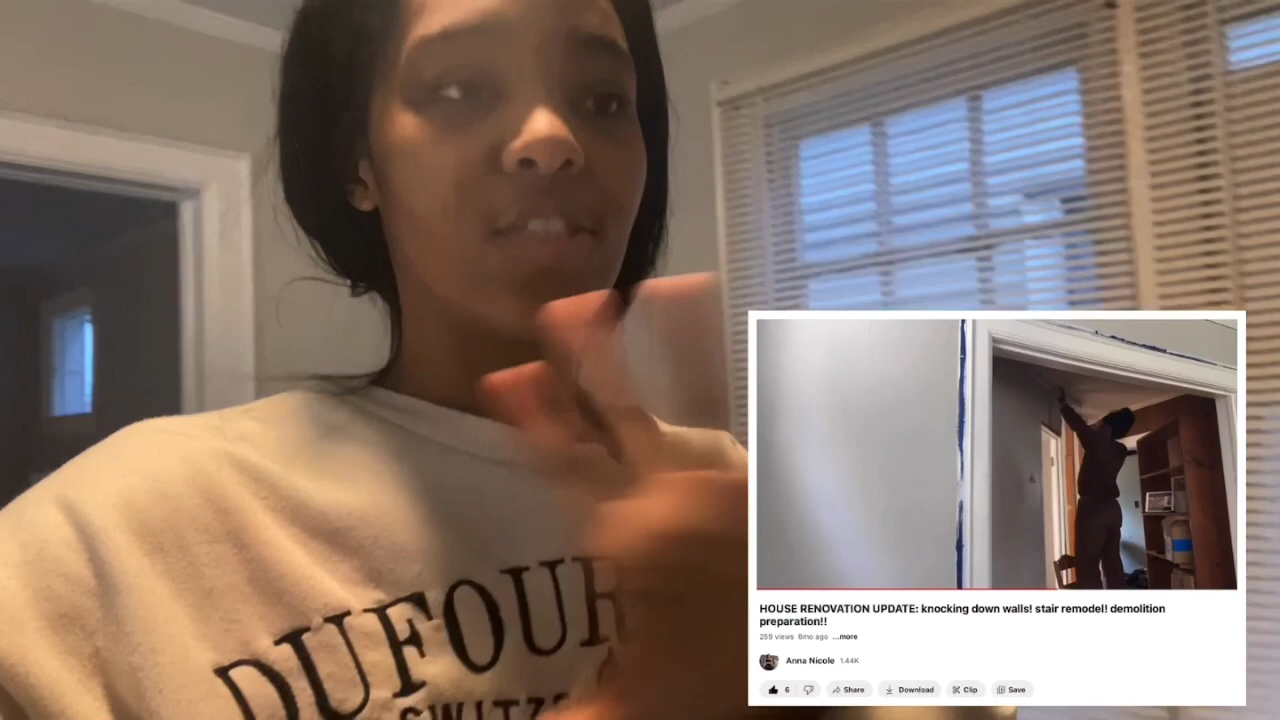 DUFOUR
HOUSE RENOVATION UPDATE: knocking down walls! stair remodel! demolition
preparation!!
259 views 6mo ago ...more
Anna Nicole 1.44K
6 Share Download Clip Save